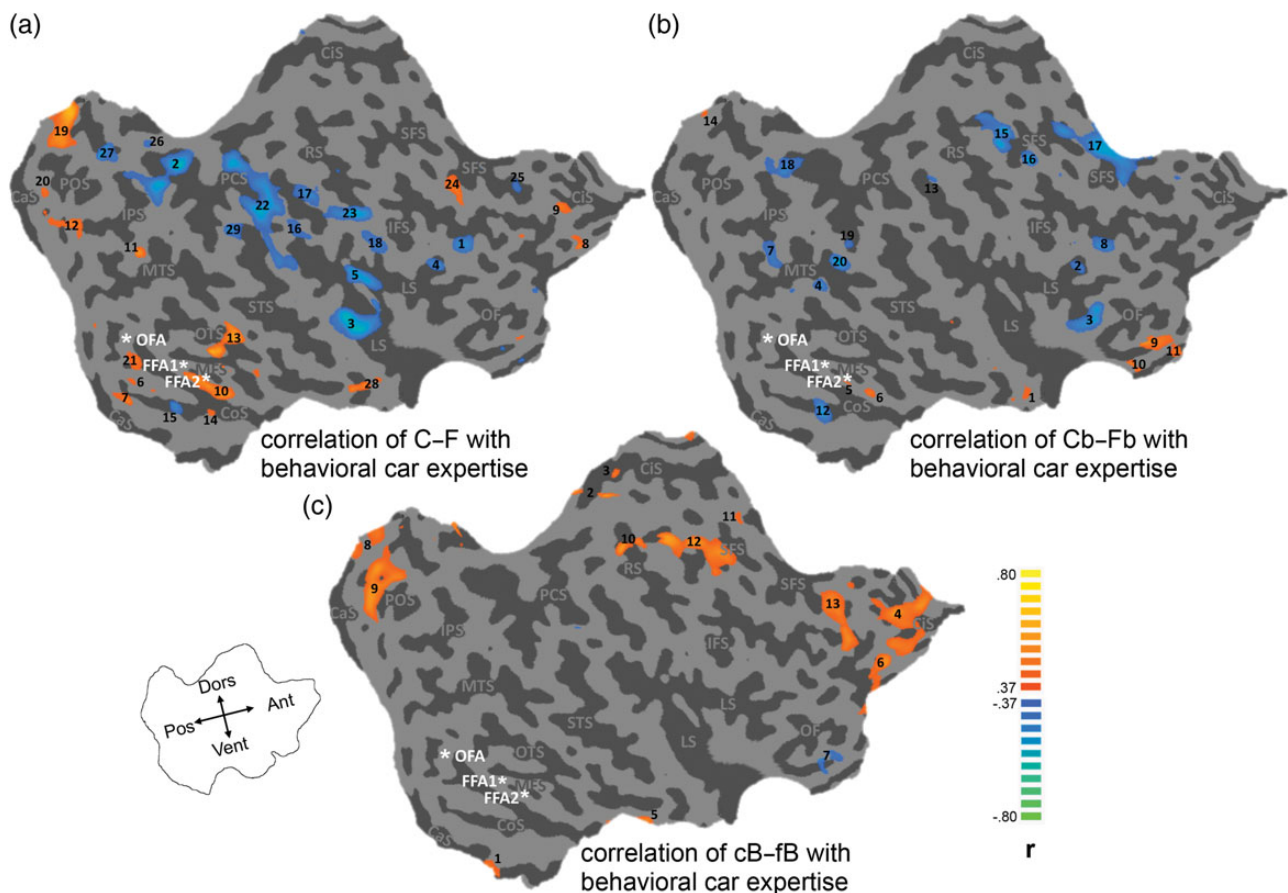 (a)
CiS
19
26
27
2
SFS
RS
20
POS
PCS
17
24
SFS
25
CaS
22
23
CiS
9
12
IPS
29
16
IFS
8
11
18
1
MTS
5
4
STS
LS
3
OF
* OFA
OTS
13
LS
21
FFA1*
MFS
6
FFA2*
10
28
7
15
14
CoS
CaS
correlation of C–F with
behavioral car expertise
(b)
CiS
14
15
SFS
17
18
RS
16
SFS
POS
PCS
13
CaS
CiS
IPS
IFS
19
7
8
MTS
20
2
4
STS
LS
3
OF
* OFA
OTS
9
11
LS
FFA1*
MFS
10
FFA2*
5
6
1
12
CoS
CaS
correlation of Cb–Fb with
behavioral car expertise
(c)
CiS
3
2
11
8
10
12
SFS
RS
9
SFS
POS
PCS
13
4
CaS
CiS
IPS
IFS
6
MTS
STS
LS
OF
7
* OFA
OTS
FFA1*
MFS
FFA2*
5
CoS
CaS
1
correlation of cB–fB with
behavioral car expertise
Dors
Ant
Pos
Vent
.80
.37
-.37
-.80
r